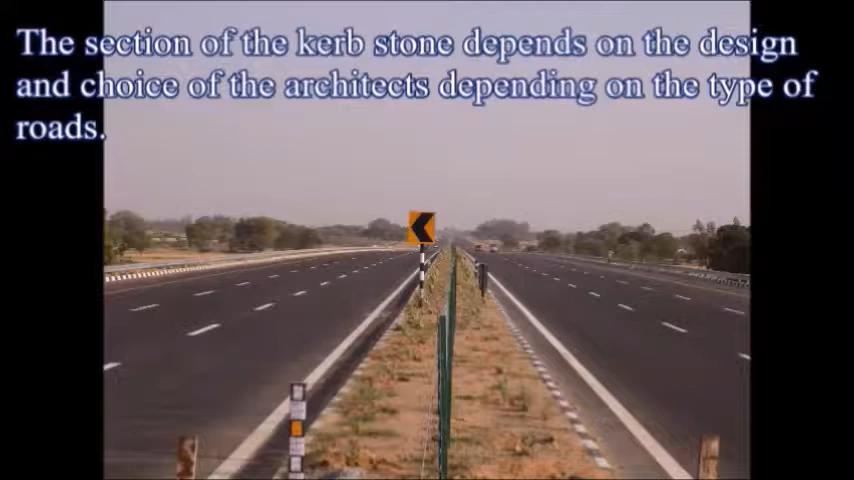 The section of the kerb stone depends on the design
and choice of the architects depending on the type of
roads.